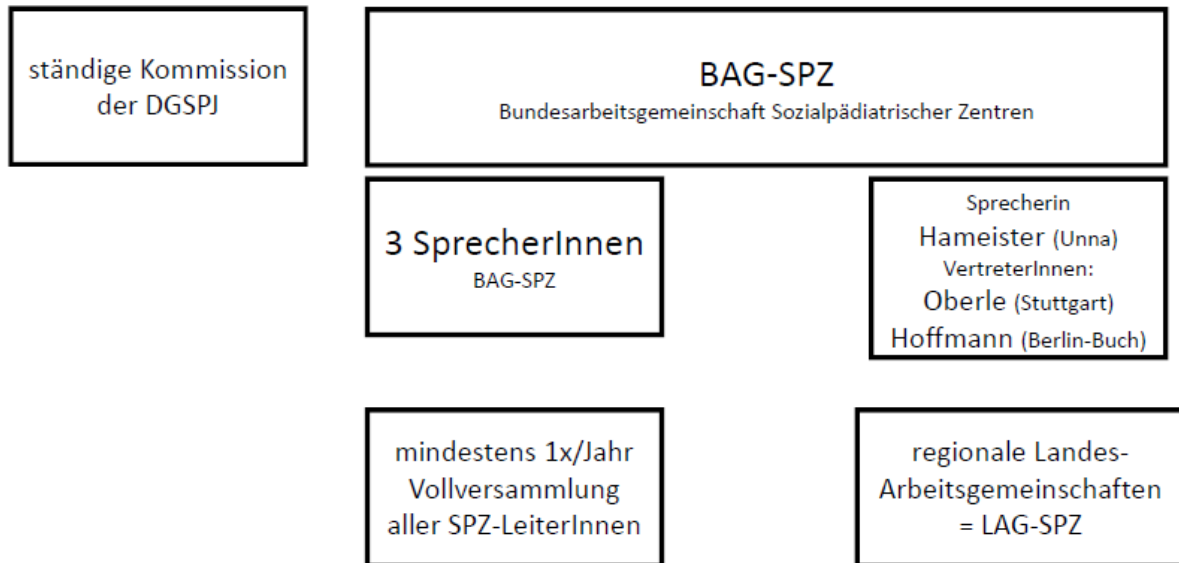 ständige Kommission
der DGSPJ
BAG-SPZ
Bundesarbeitsgemeinschaft Sozialpädiatrischer Zentren
3 SprecherInnen
BAG-SPZ
Sprecherin
Hameister (Unna)
VertreterInnen:
Oberle (Stuttgart)
Hoffmann (Berlin-Buch)
mindestens 1x/Jahr
Vollversammlung
aller SPZ-LeiterInnen
regionale Landes-
Arbeitsgemeinschaften
= LAG-SPZ